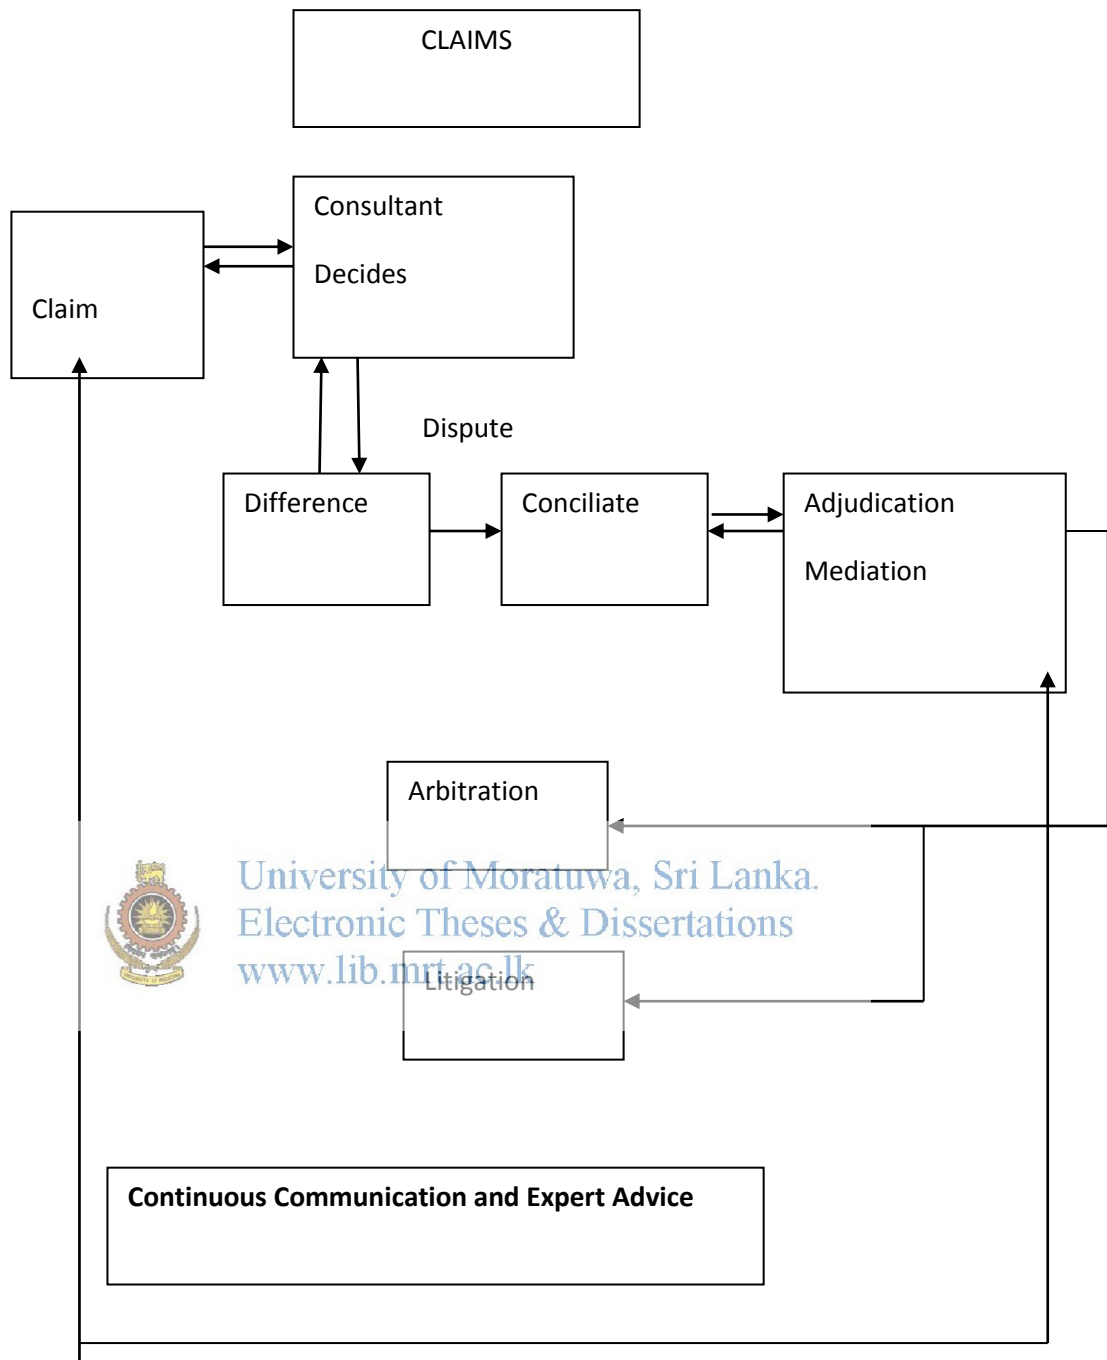 CLAIMS
Consultant
Decides
Claim
Dispute
Difference
Conciliate
Adjudication
Mediation
Arbitration
University of Moratuwa, Sri Lanka.
Electronic Theses & Dissertations
www.lib.mrt.ac.lk
Litigation
Continuous Communication and Expert Advice